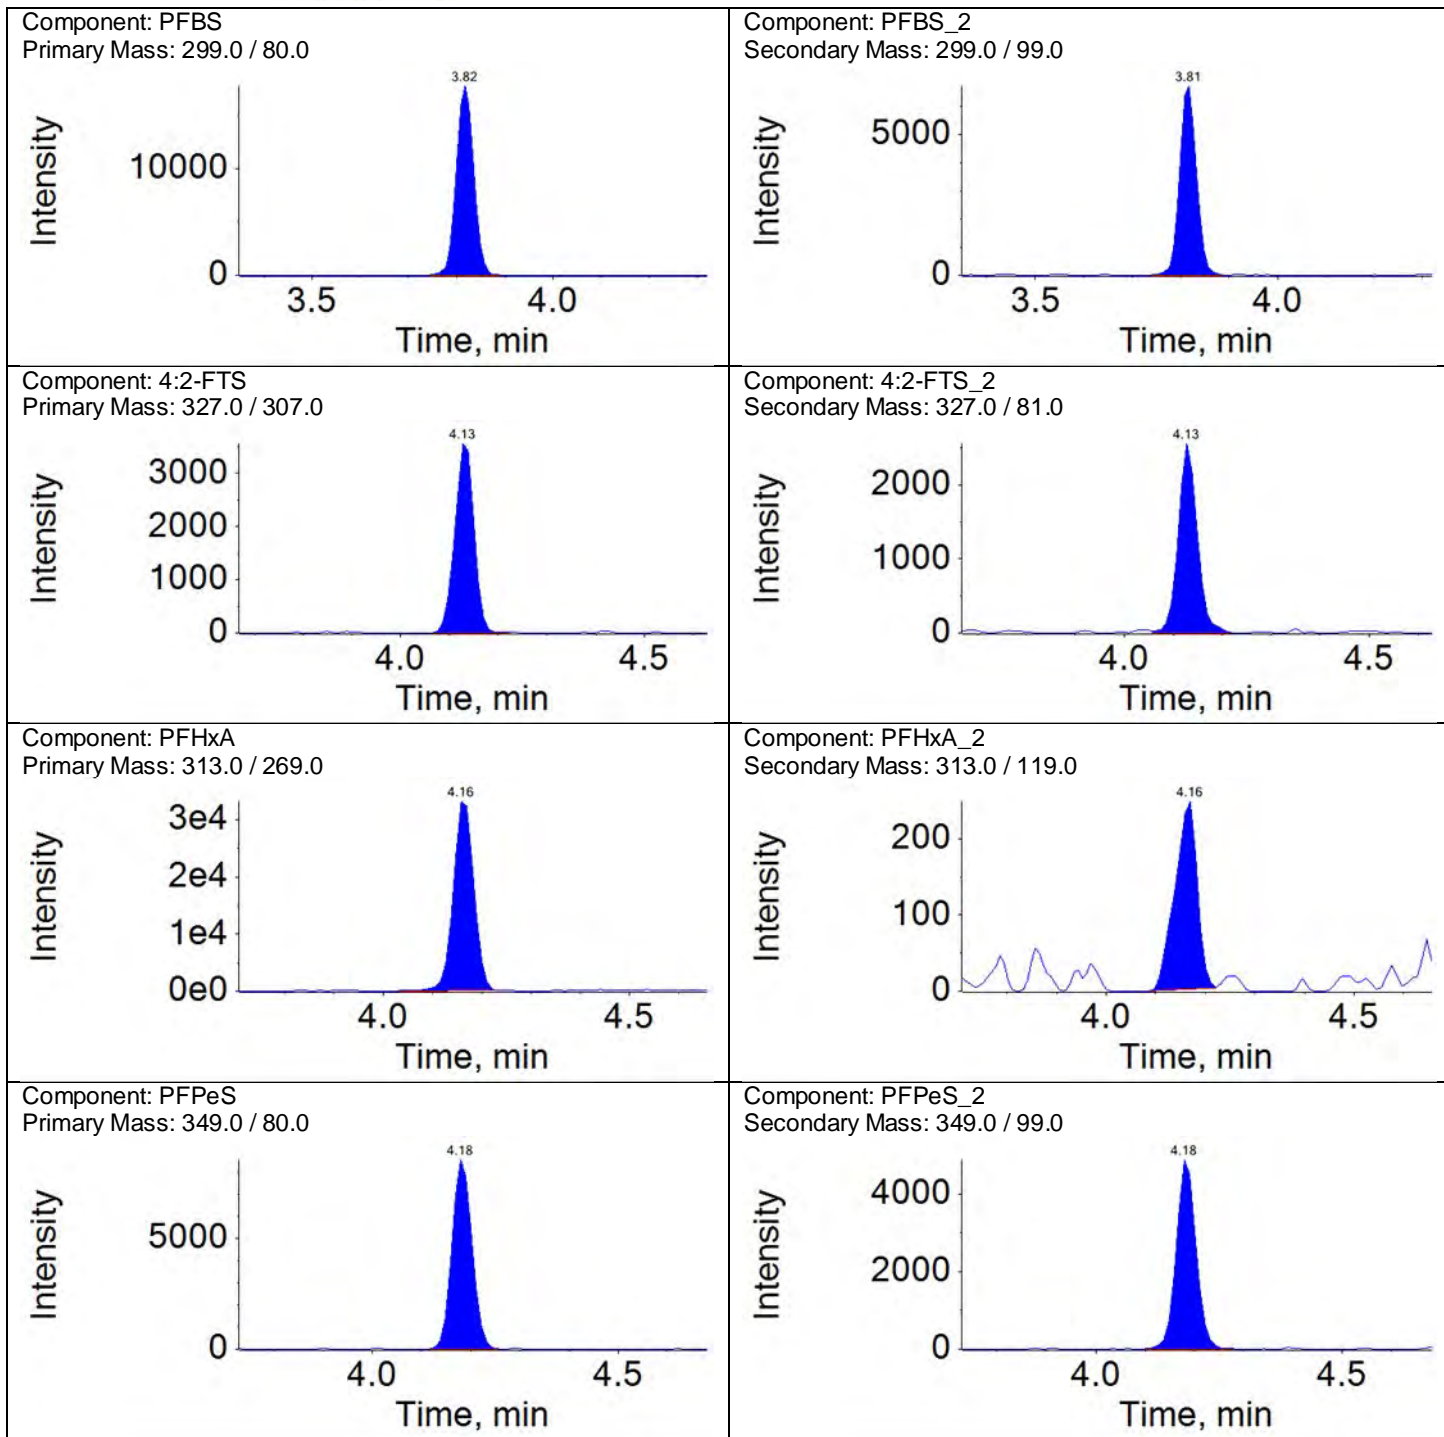 Component: PFBS
Primary Mass: 299.0 / 80.0
3.82
Intensity
10000
0
3.5
4.0
Time, min
Component: PFBS_2
Secondary Mass: 299.0 / 99.0
3.81
Intensity
5000
0
3.5
4.0
Time, min
Component: 4:2-FTS
Primary Mass: 327.0 / 307.0
4.13
Intensity
3000
2000
1000
0
4.0
4.5
Time, min
Component: 4:2-FTS_2
Secondary Mass: 327.0 / 81.0
4.13
Intensity
2000
1000
0
4.0
4.5
Time, min
Component: PFHxA
Primary Mass: 313.0 / 269.0
4.16
Intensity
3e4
2e4
1e4
0e0
4.0
4.5
Time, min
Component: PFHxA_2
Secondary Mass: 313.0 / 119.0
4.16
Intensity
200
100
0
4.0
4.5
Time, min
Component: PFPeS
Primary Mass: 349.0 / 80.0
4.18
Intensity
5000
0
4.0
4.5
Time, min
Component: PFPeS_2
Secondary Mass: 349.0 / 99.0
4.18
Intensity
4000
2000
0
4.0
4.5
Time, min